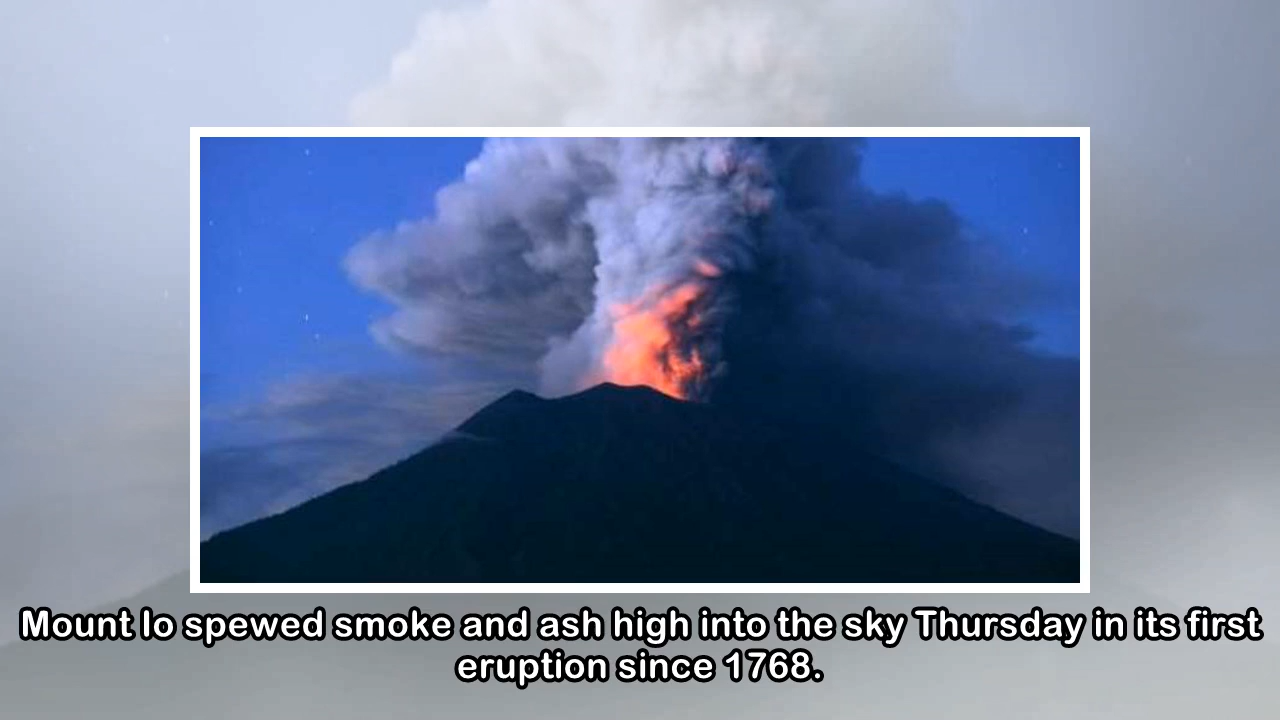 Mount Io spewed smoke and ash high into the sky Thursday in its first
eruption since 1768.